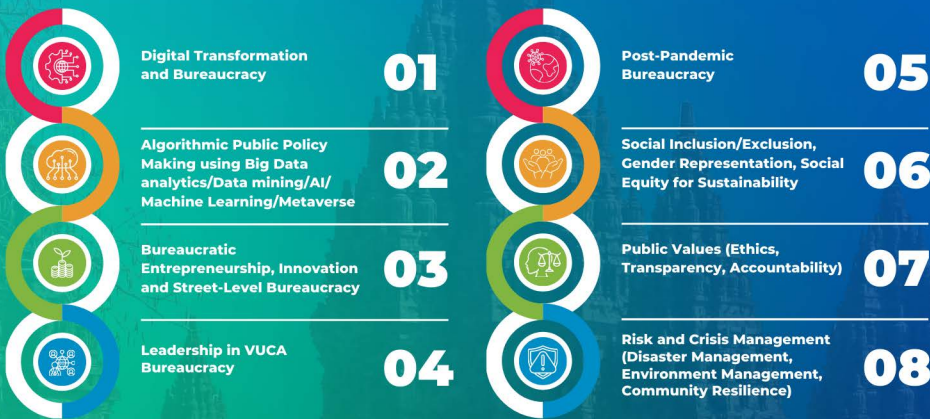 Digital Transformation
and Bureaucracy
01
Algorithmic Public Policy
Making using Big Data
analytics/Data mining/AI/
Machine Learning/Metaverse
02
Bureaucratic
Entrepreneurship, Innovation
and Street-Level Bureaucracy
03
Leadership in VUCA
Bureaucracy
04
Post-Pandemic
Bureaucracy
05
Social Inclusion/Exclusion,
Gender Representation, Social
Equity for Sustainability
06
Public Values (Ethics,
Transparency, Accountability)
07
Risk and Crisis Management
(Disaster Management,
Environment Management,
Community Resilience)
08